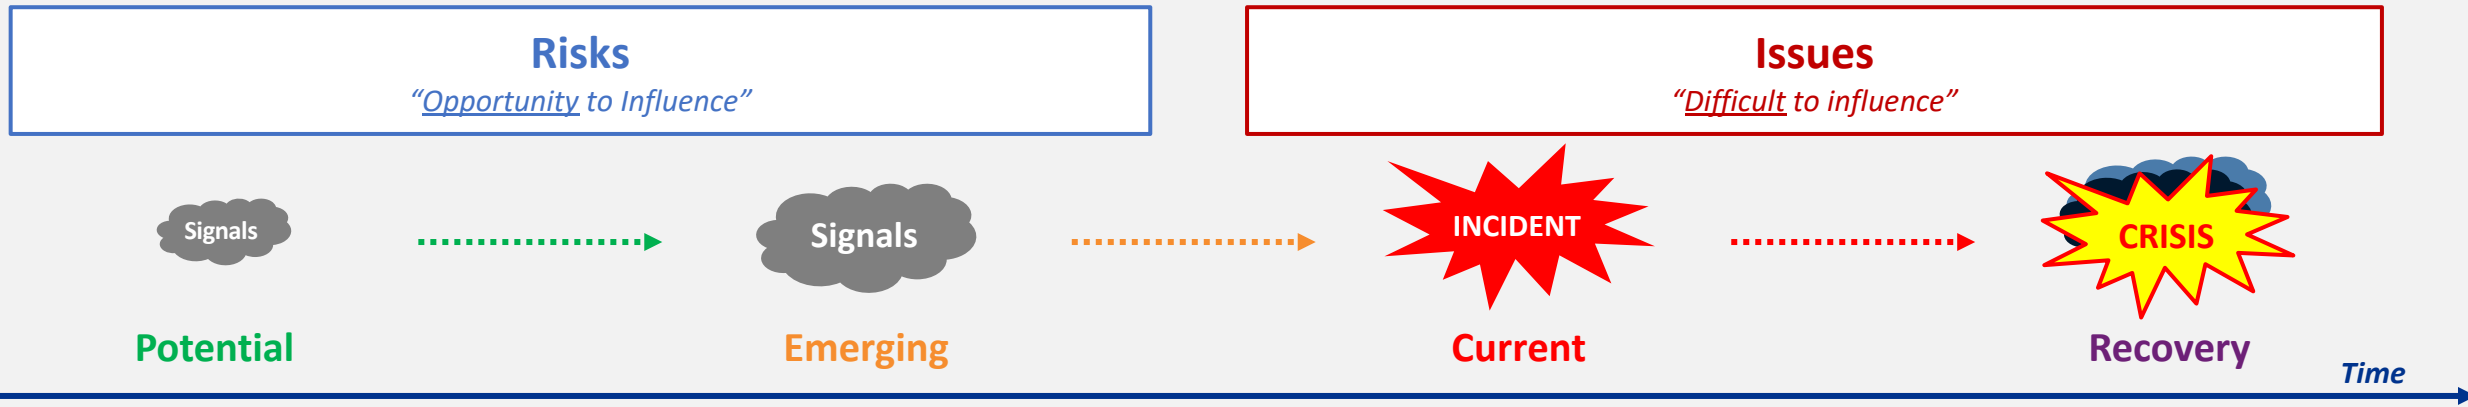 Risks
“Opportunity to Influence”
Issues
“Difficult to influence”
Signals
Signals
INCIDENT
CRISIS
Potential
Emerging
Current
Recovery
Time